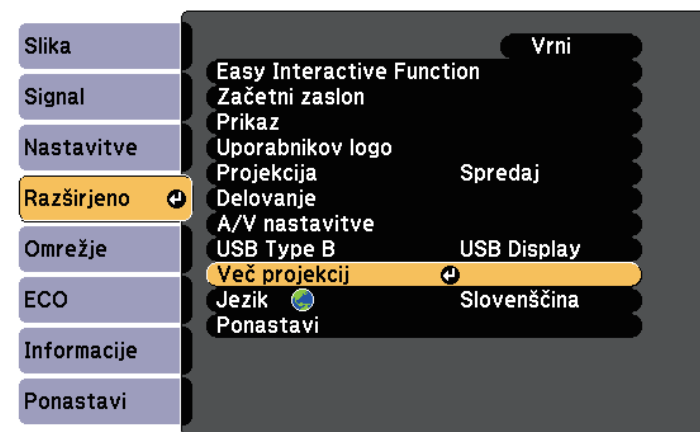 Slika
Signal
Nastavitve
Razširjeno
Omrežje
ECO
Informacije
Ponastavi
Vrni
Easy Interactive Function
Začetni zaslon
Prikaz
Uporabnikov logo
Projekcija Spredaj
Delovanje
A/V nastavitve
USB Type B USB Display
Več projekcij
Jezik Slovenščina
Ponastavi